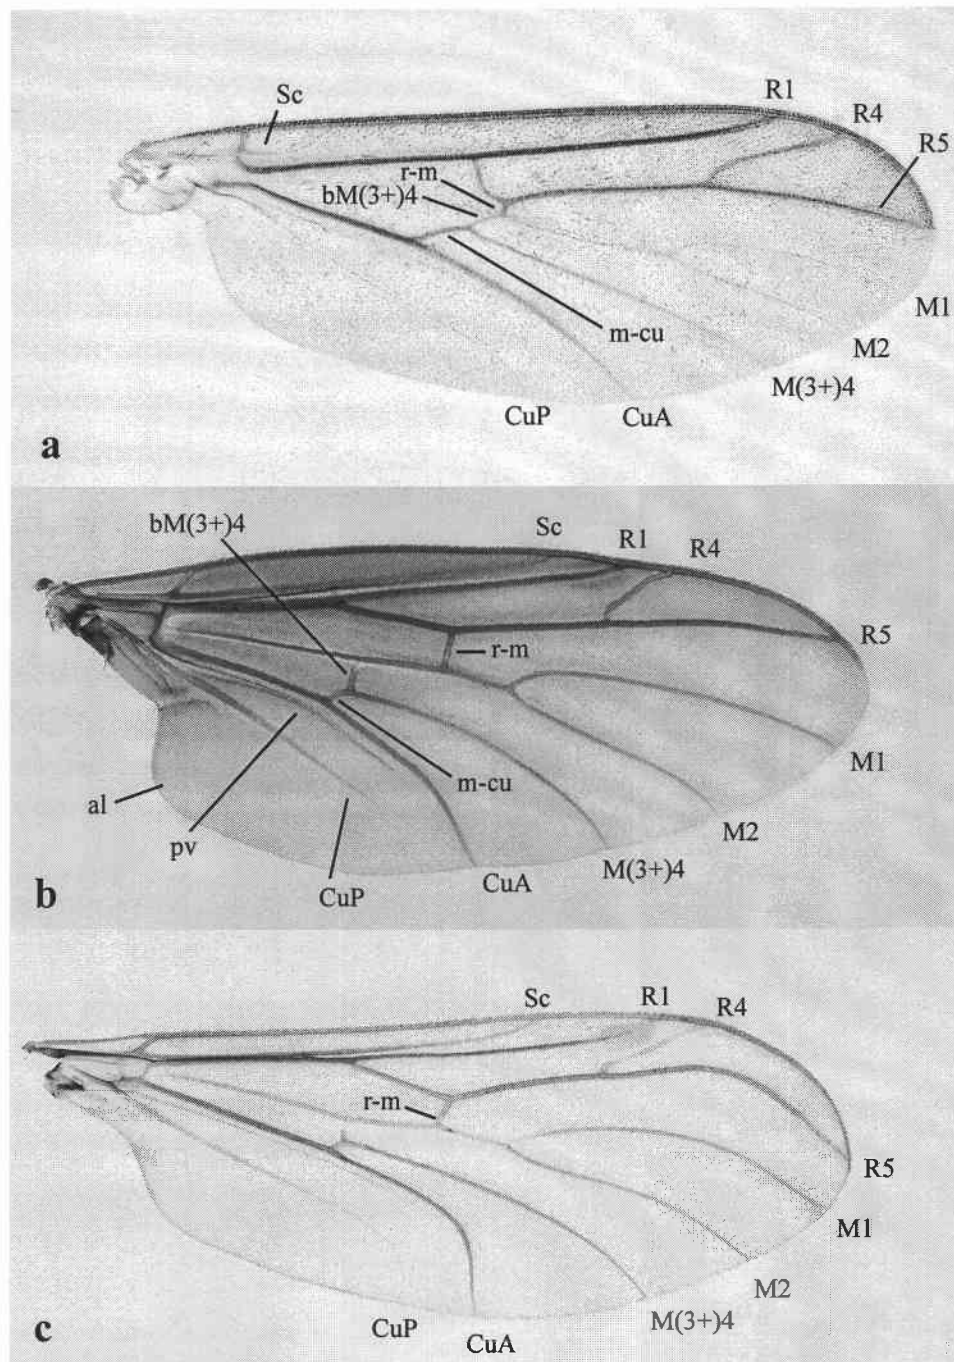 Sc
R1
R4
R5
r-m
bM(3+)4
m-cu
M1
M2
M(3+)4
CuA
CuP
a
bM(3+)4
Sc
R1
R4
R5
r-m
M1
m-cu
M2
al
pv
M(3+)4
CuA
CuP
b
Sc
R1
R4
r-m
R5
M1
M2
M(3+)4
CuP
CuA
c